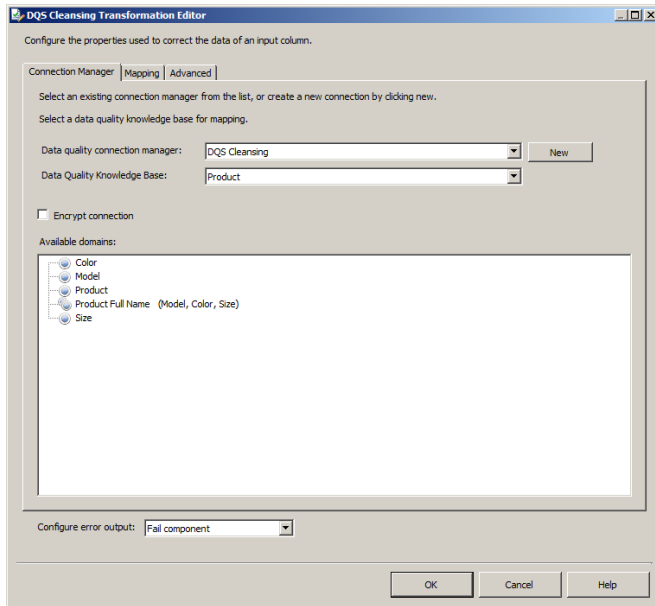 DQS Cleansing Transformation Editor
Configure the properties used to correct the data of an input column.
Connection Manager Mapping Advanced
Select an existing connection manager from the list, or create a new connection by clicking new.
Select a data quality knowledge base for mapping.
Data quality connection manager: DQS Cleansing New
Data Quality Knowledge Base: Product
Encrypt connection
Available domains:
Color
Model
Product
Product Full Name (Model, Color, Size)
Size
Configure error output: Fail component
OK Cancel Help